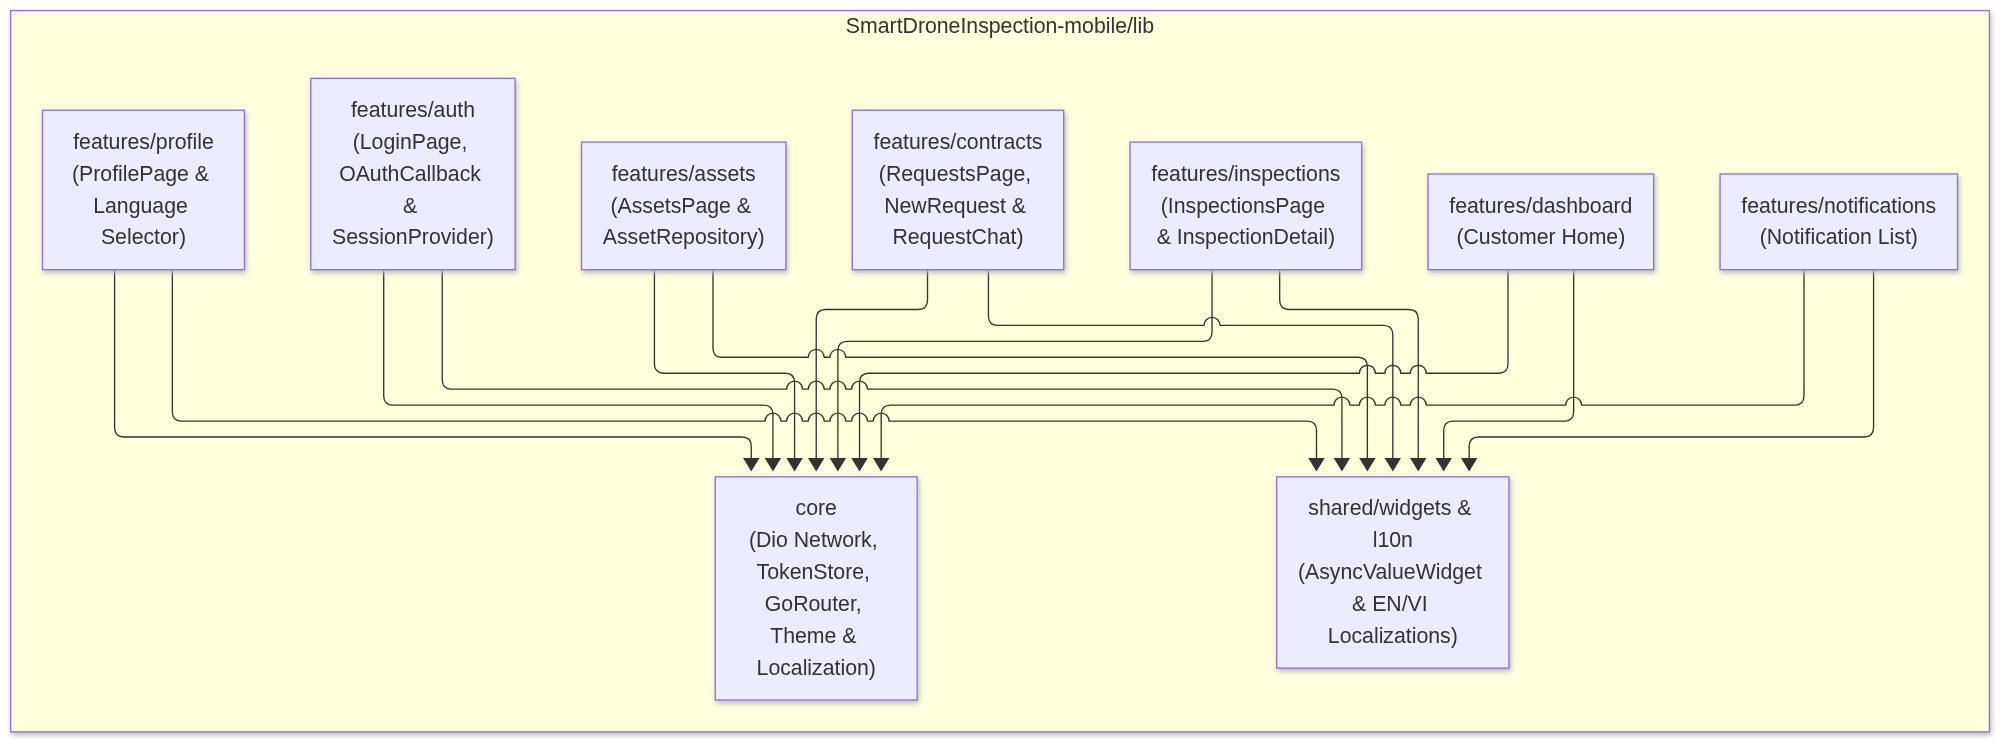 SmartDroneInspection-mobile/lib
features/profile
(ProfilePage &
Language
Selector)
features/auth
(LoginPage,
OAuthCallback
&
SessionProvider)
features/assets
(AssetsPage &
AssetRepository)
features/contracts
(RequestsPage,
NewRequest &
RequestChat)
features/inspections
(InspectionsPage
& InspectionDetail)
features/dashboard
(Customer Home)
features/notifications
(Notification List)
core
(Dio Network,
TokenStore,
GoRouter,
Theme &
Localization)
shared/widgets &
l10n
(AsyncValueWidget
& EN/VI
Localizations)